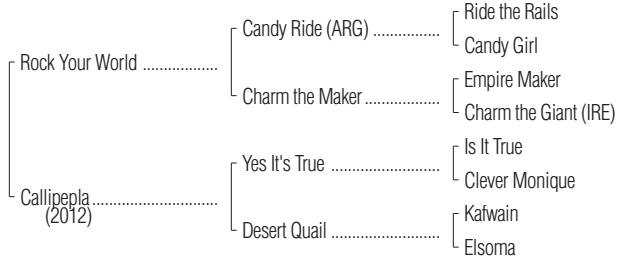 Ride the Rails
Candy Ride (ARG) ................
Candy Girl
Rock Your World ..................
Empire Maker
Charm the Maker ..................
Charm the Giant (IRE)
Is It True
Yes It's True ..........................
Clever Monique
Callipepla ..............................
(2012)
Kafwain
Desert Quail ..........................
Elsoma